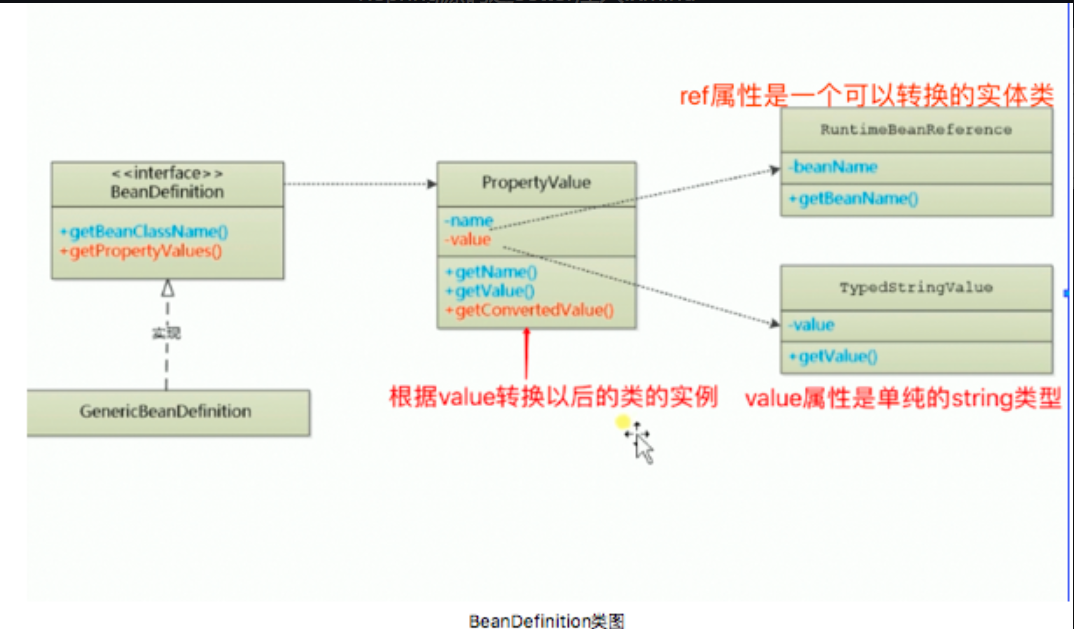 ref属性是一个可以转换的实体类
RuntimeBeanReference
-beanName
+getBeanName()
<<interface>>
BeanDefinition
+getBeanClassName()
+getPropertyValues()
PropertyValue
-name
-value
+getName()
+getValue()
+getConvertedValue()
TypedStringValue
-value
+getValue()
实现
GenericBeanDefinition
根据value转换以后的类的实例
value属性是单纯的string类型
BeanDefinition类图